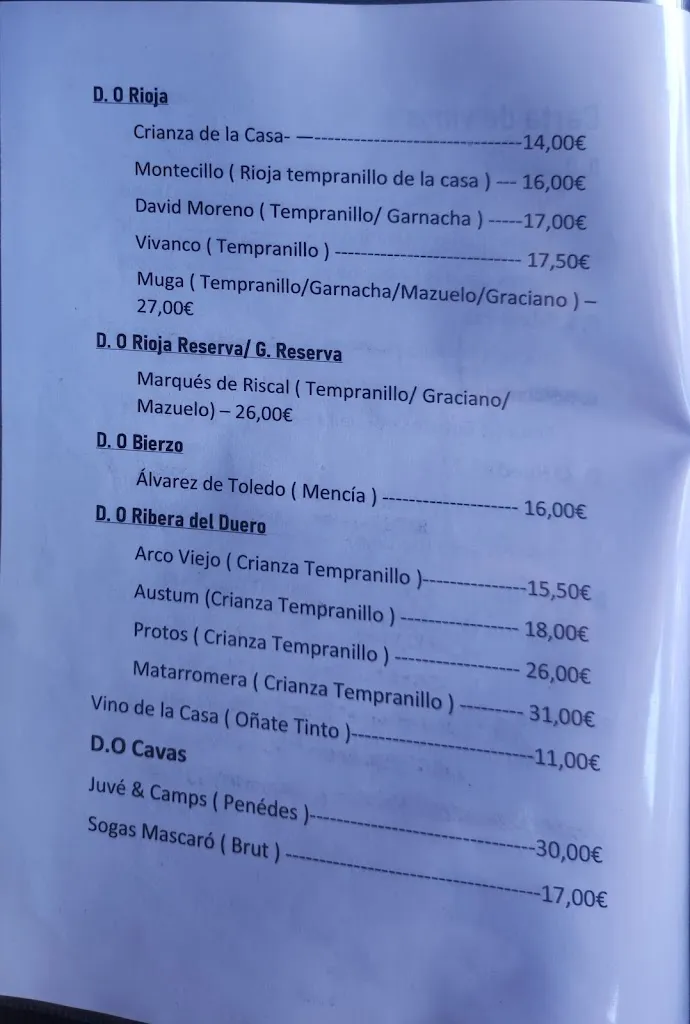 D. O Rioja
Crianza de la Casa- —-------------------------------14,00€
Montecillo ( Rioja tempranillo de la casa ) --- 16,00€
David Moreno ( Tempranillo/ Garnacha ) -----17,00€
Vivanco ( Tempranillo ) ---------------------------- 17,50€
Muga ( Tempranillo/Garnacha/Mazuelo/Graciano ) –
27,00€
D. O Rioja Reserva/ G. Reserva
Marqués de Riscal ( Tempranillo/ Graciano/
Mazuelo) – 26,00€
D. O Bierzo
Álvarez de Toledo ( Mencía ) -------------------- 16,00€
D. O Ribera del Duero
Arco Viejo ( Crianza Tempranillo )---------------15,50€
Austum (Crianza Tempranillo ) ----------------- 18,00€
Protos ( Crianza Tempranillo ) ------------------ 26,00€
Matarromera ( Crianza Tempranillo ) --------- 31,00€
Vino de la Casa ( Oñate Tinto )--------------------------11,00€
D.O Cavas
Juvé & Camps ( Penédes )--------------------------------30,00€
Sogas Mascaró ( Brut ) ------------------------------------17,00€